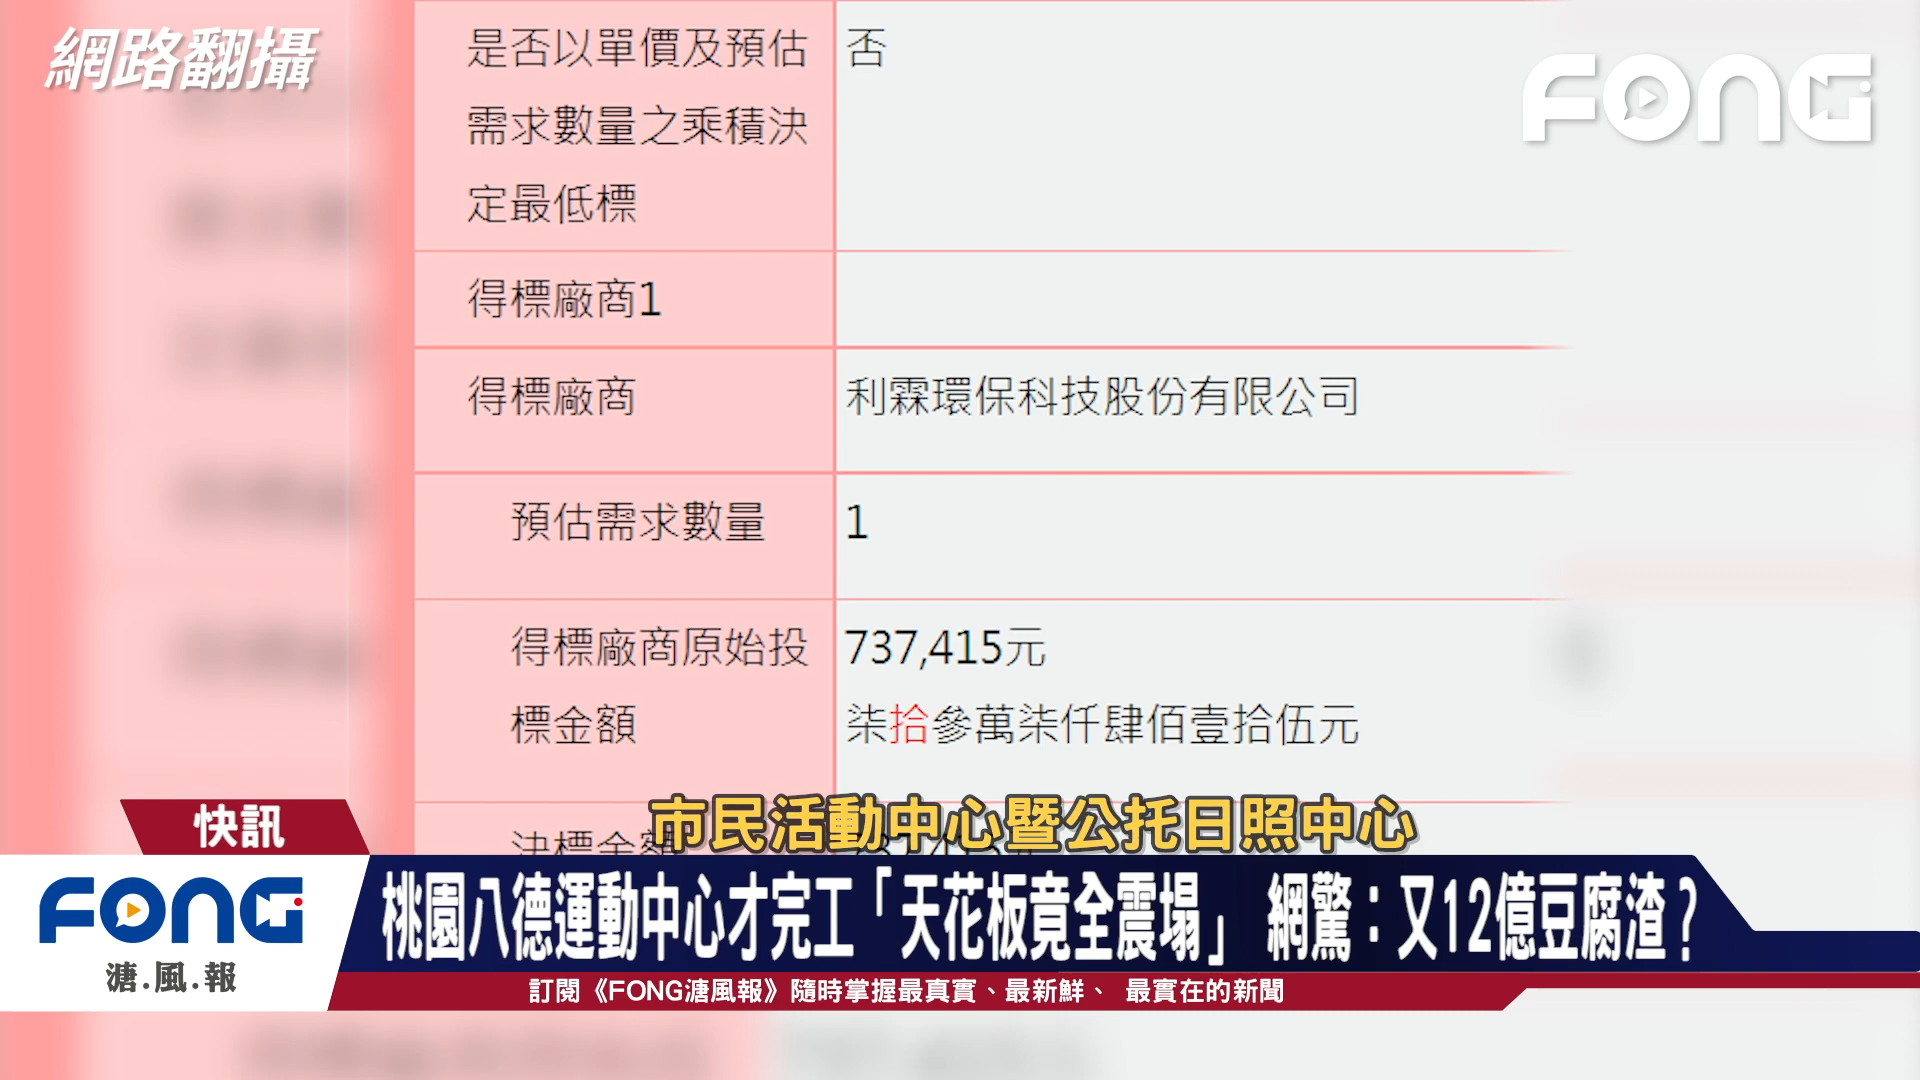 網路翻攝
FONG
是否以單價及預估 否
需求數量之乘積決
定最低標
得標廠商1
得標廠商 利霖環保科技股份有限公司
預估需求數量 1
得標廠商原始投 737,415元
標金額 柒拾參萬柒仟肆佰壹拾伍元
決標金額
市民活動中心暨公托日照中心
快訊
FONG
溏.風.報
桃園八德運動中心才完工「天花板竟全震塌」 網驚：又12億豆腐渣？
訂閱《FONG溏風報》隨時掌握最真實、最新鮮、 最實在的新聞